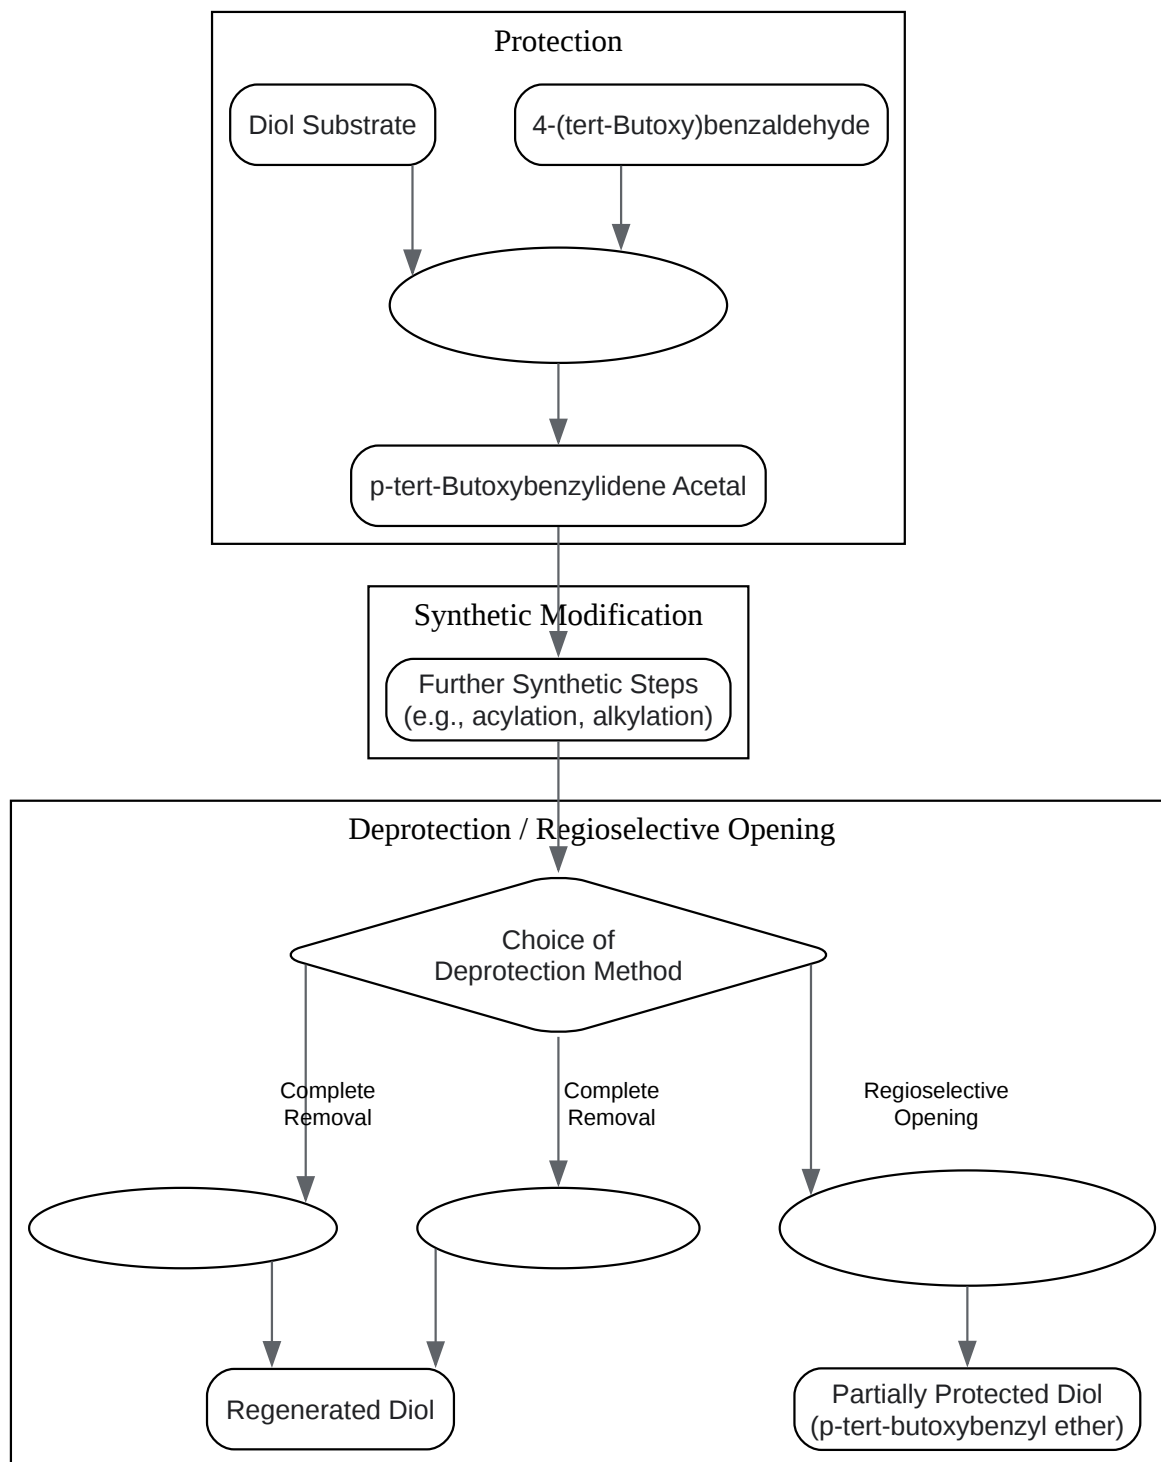 Protection
Diol Substrate
4-(tert-Butoxy)benzaldehyde
p-tert-Butoxybenzylidene Acetal
Synthetic Modification
Further Synthetic Steps
(e.g., acylation, alkylation)
Deprotection / Regioselective Opening
Choice of
Deprotection Method
Complete
Removal
Complete
Removal
Regioselective
Opening
Regenerated Diol
Partially Protected Diol
(p-tert-butoxybenzyl ether)